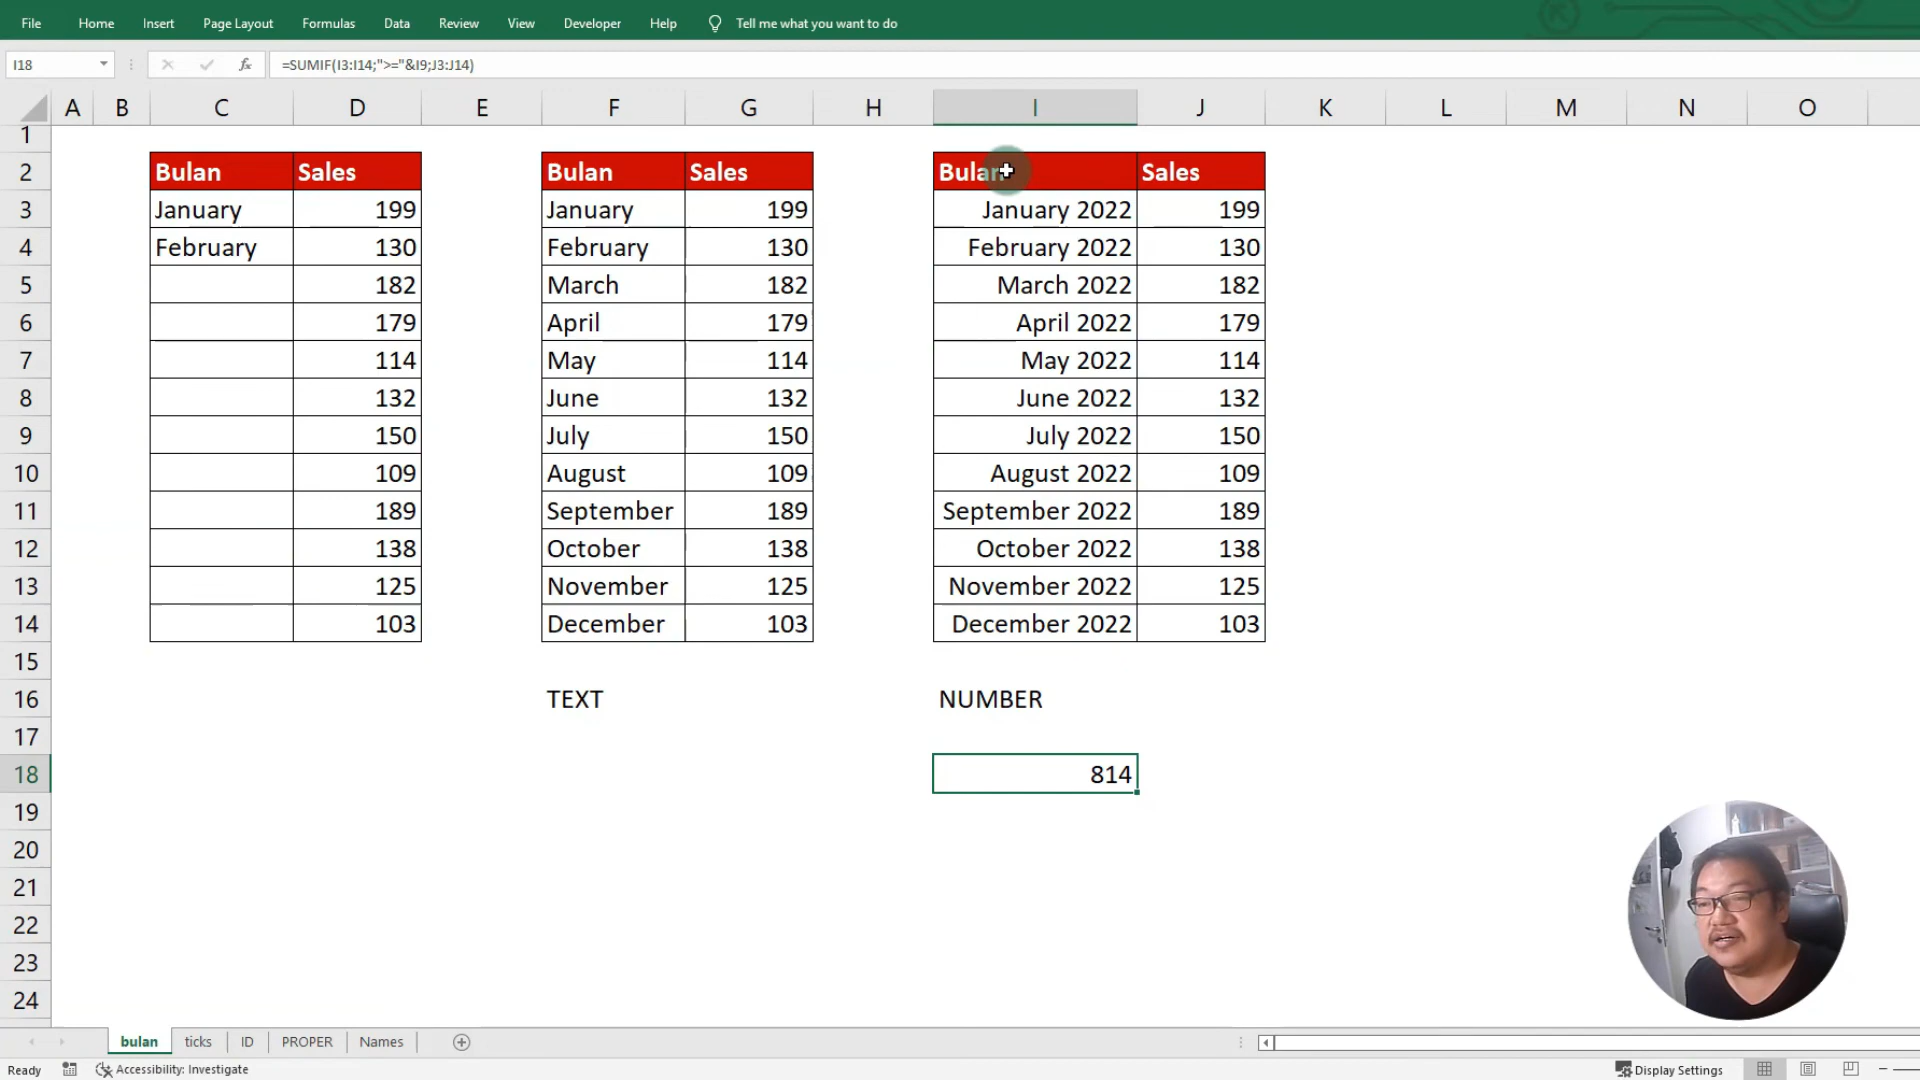 File Home Insert Page Layout Formulas Data Review View Developer Help Tell me what you want to do
I18 fx =SUMIF(I3:I14;">="&I9;J3:J14)
A B C D E F G H I J K L M N O
1
2 Bulan Sales Bulan Sales Bulan Sales
3 January 199 January 199 January 2022 199
4 February 130 February 130 February 2022 130
5 182 March 182 March 2022 182
6 179 April 179 April 2022 179
7 114 May 114 May 2022 114
8 132 June 132 June 2022 132
9 150 July 150 July 2022 150
10 109 August 109 August 2022 109
11 189 September 189 September 2022 189
12 138 October 138 October 2022 138
13 125 November 125 November 2022 125
14 103 December 103 December 2022 103
15
16 TEXT NUMBER
17
18 814
19
20
21
22
23
24
bulan ticks ID PROPER Names
Ready Accessibility: Investigate Display Settings